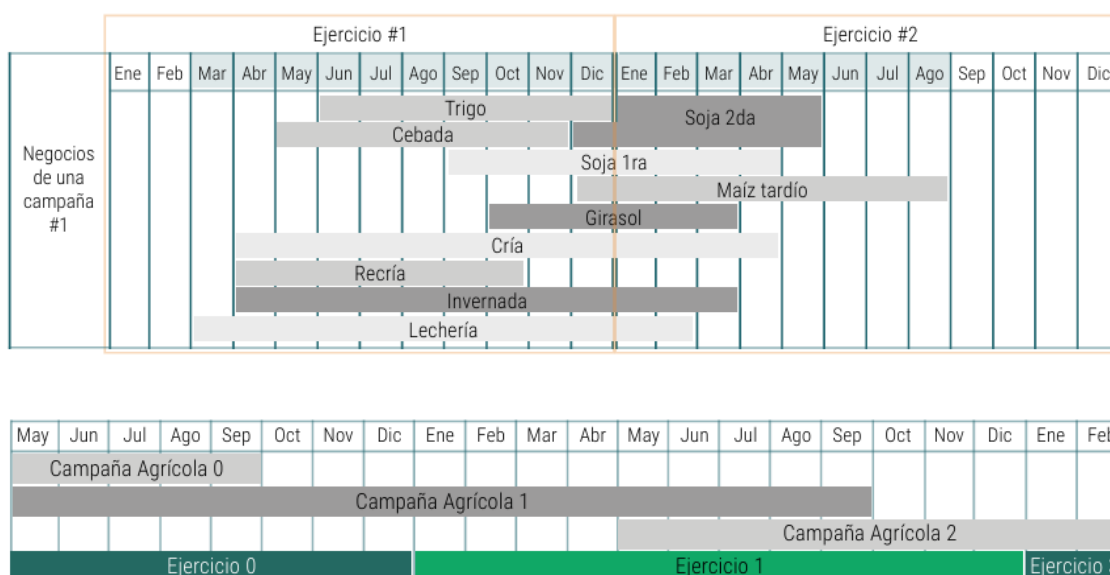 Ejercicio #1 Ejercicio #2
Ene Feb Mar Abr May Jun Jul Ago Sep Oct Nov Dic Ene Feb Mar Abr May Jun Jul Ago Sep Oct Nov Dic
Negocios
de una
campaña
#1
Trigo
Soja 2da
Cebada
Soja 1ra
Maíz tardío
Girasol
Cría
Recría
Invernada
Lechería
May Jun Jul Ago Sep Oct Nov Dic Ene Feb Mar Abr May Jun Jul Ago Sep Oct Nov Dic Ene Feb
Campaña Agrícola 0
Campaña Agrícola 1
Campaña Agrícola 2
Ejercicio 0 Ejercicio 1 Ejercicio